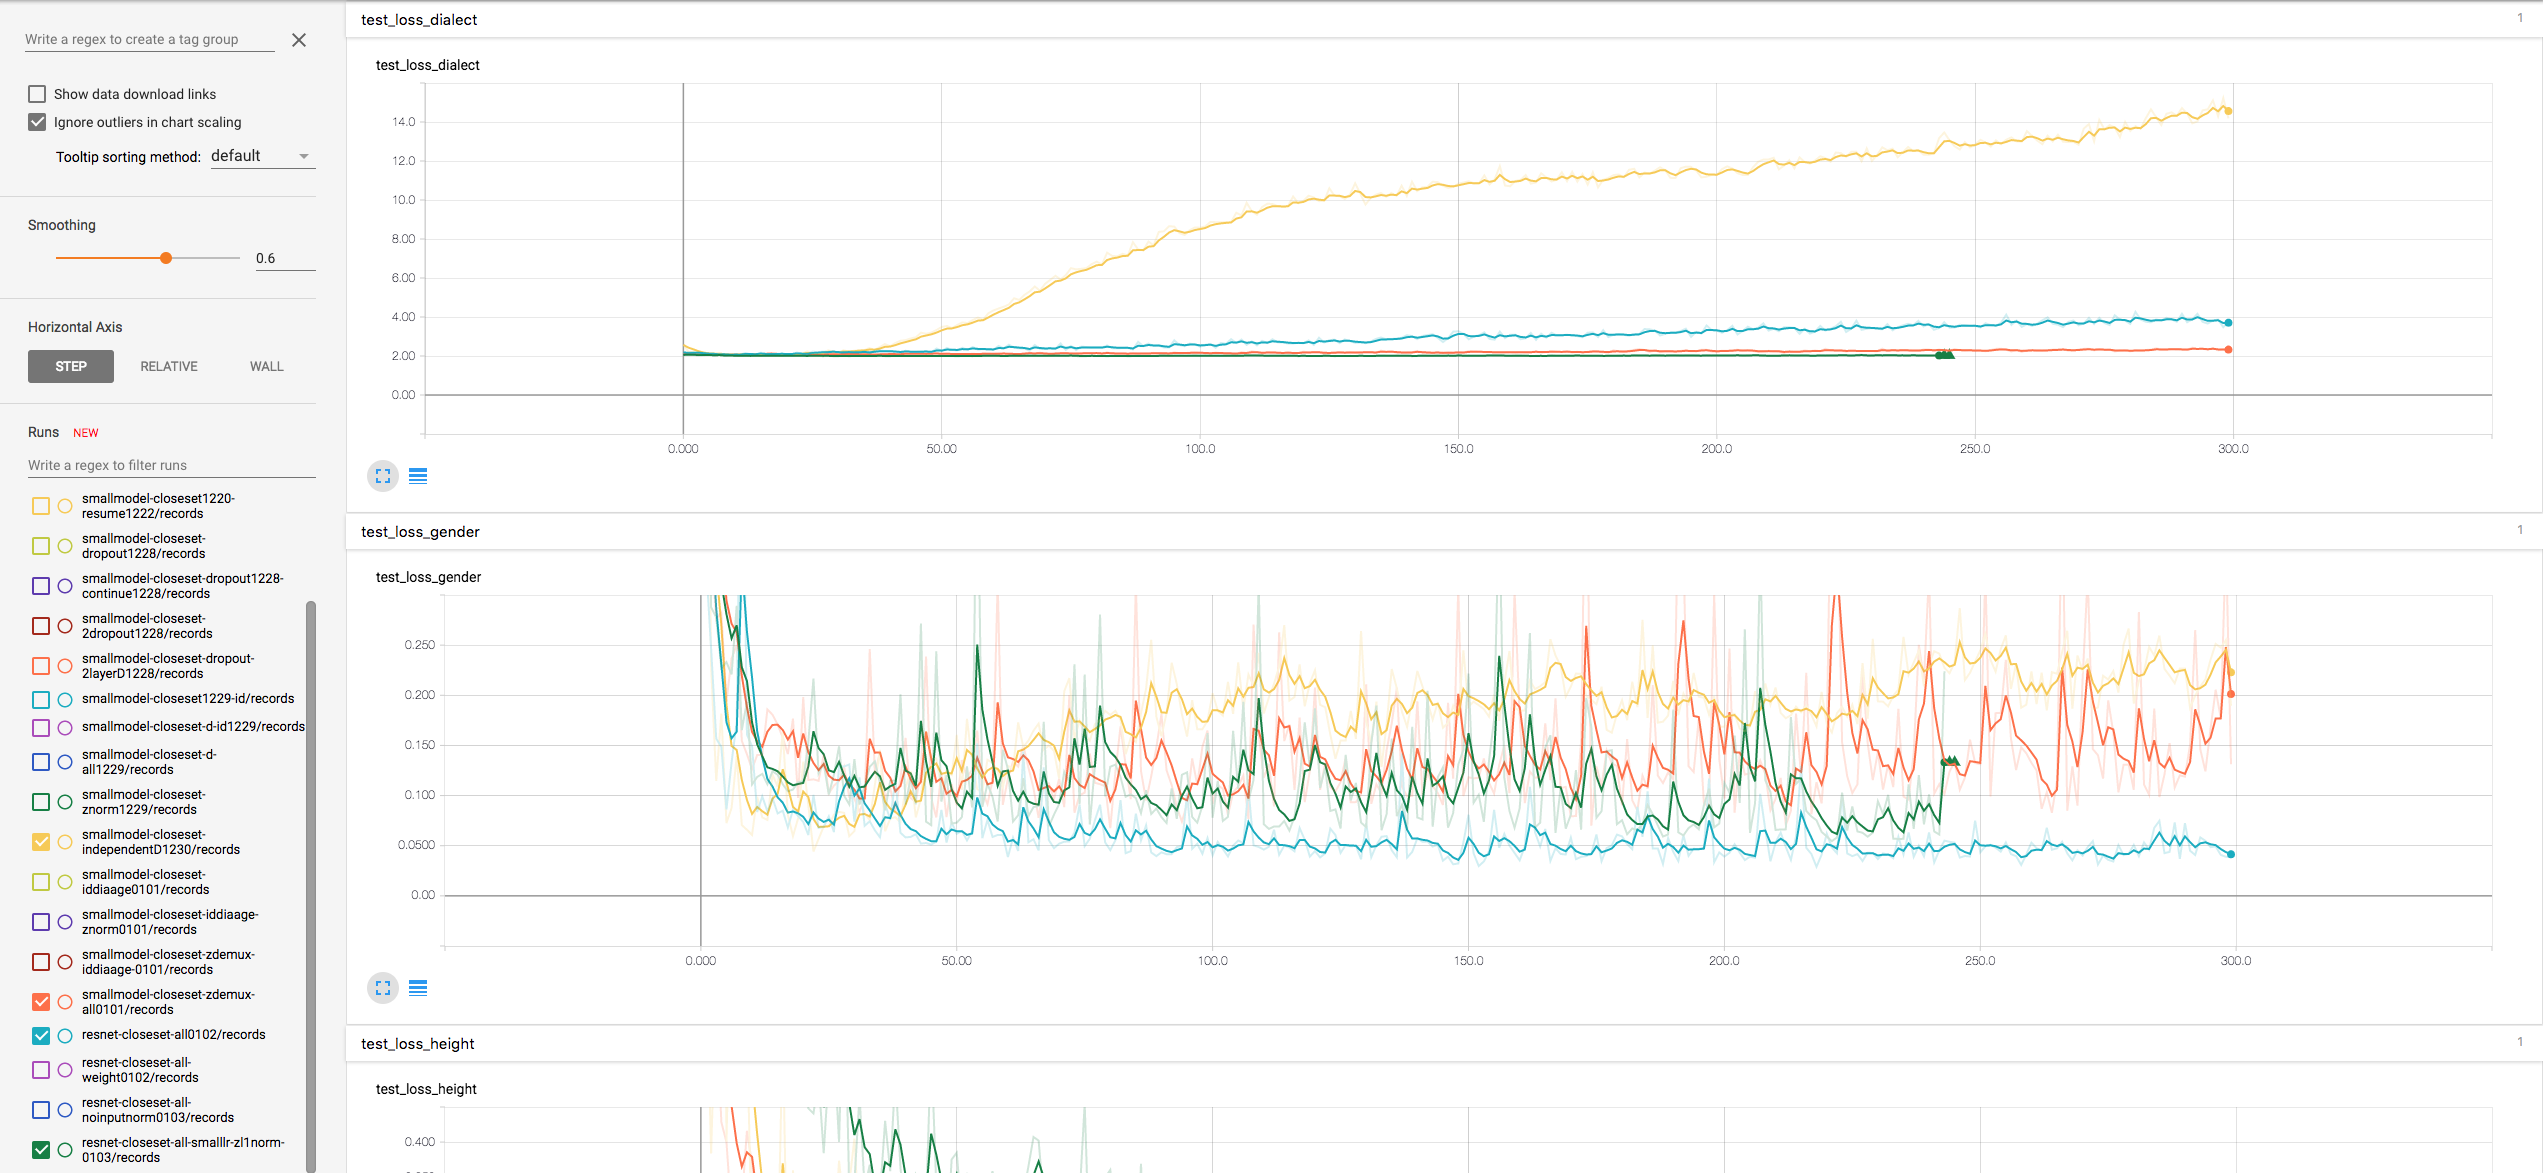 Write a regex to create a tag group
Show data download links
Ignore outliers in chart scaling
Tooltip sorting method: default
Smoothing
0.6
Horizontal Axis
STEP RELATIVE WALL
Runs NEW
Write a regex to filter runs
smallmodel-closeset1220-
resume1222/records
smallmodel-closeset-
dropout1228/records
smallmodel-closeset-dropout1228-
continue1228/records
smallmodel-closeset-
2dropout1228/records
smallmodel-closeset-dropout-
2layerD1228/records
smallmodel-closeset1229-id/records
smallmodel-closeset-d-id1229/records
smallmodel-closeset-d-
all1229/records
smallmodel-closeset-
znorm1229/records
smallmodel-closeset-
independentD1230/records
smallmodel-closeset-
iddiaage0101/records
smallmodel-closeset-iddiaage-
znorm0101/records
smallmodel-closeset-zdemux-
iddiaage-0101/records
smallmodel-closeset-zdemux-
all0101/records
resnet-closeset-all0102/records
resnet-closeset-all-
weight0102/records
resnet-closeset-all-
noinputnorm0103/records
resnet-closeset-all-smalllr-zl1norm-
0103/records
test_loss_dialect 1
test_loss_dialect
14.0
12.0
10.0
8.00
6.00
4.00
2.00
0.00
0.000 50.00 100.0 150.0 200.0 250.0 300.0
test_loss_gender 1
test_loss_gender
0.250
0.200
0.150
0.100
0.0500
0.00
0.000 50.00 100.0 150.0 200.0 250.0 300.0
test_loss_height 1
test_loss_height
0.400